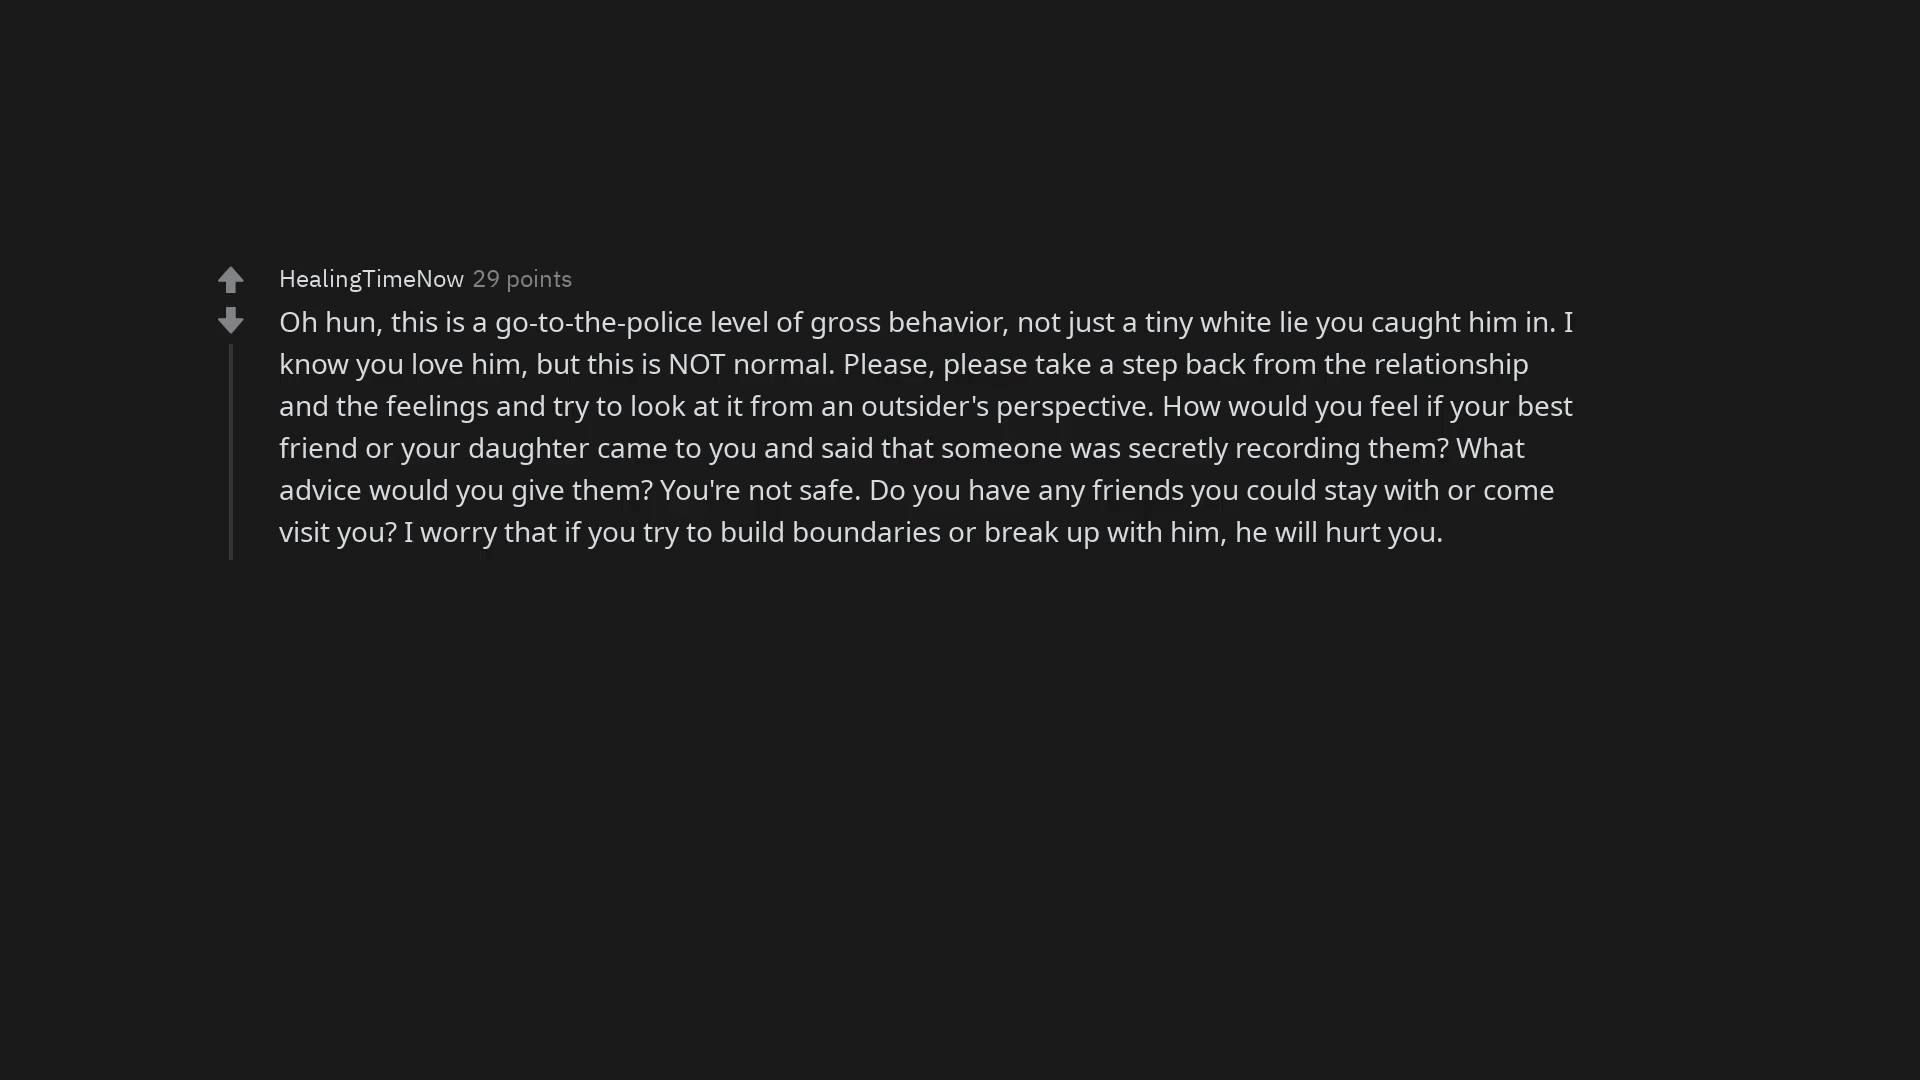 HealingTimeNow 29 points
Oh hun, this is a go-to-the-police level of gross behavior, not just a tiny white lie you caught him in. I
know you love him, but this is NOT normal. Please, please take a step back from the relationship
and the feelings and try to look at it from an outsider's perspective. How would you feel if your best
friend or your daughter came to you and said that someone was secretly recording them? What
advice would you give them? You're not safe. Do you have any friends you could stay with or come
visit you? I worry that if you try to build boundaries or break up with him, he will hurt you.